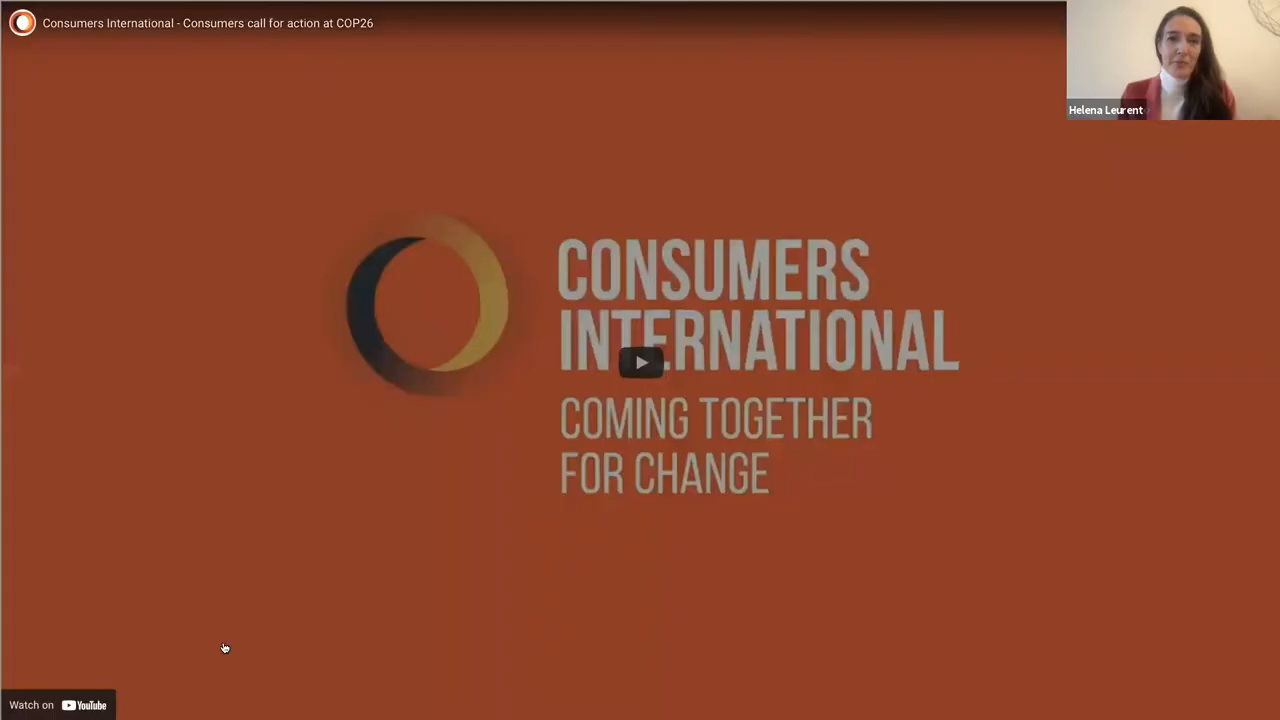 Consumers International - Consumers call for action at COP26
Helena Leurent
CONSUMERS
INTERNATIONAL
COMING TOGETHER
FOR CHANGE
Watch on YouTube